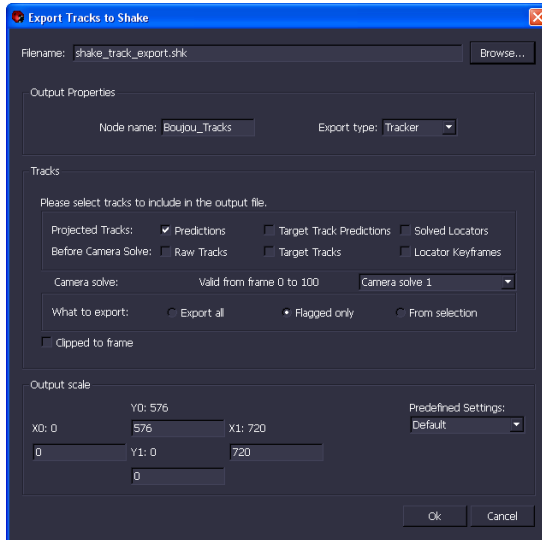 Export Tracks to Shake
Filename: shake_track_export.shk Browse...
Output Properties
Node name: Boujou_Tracks Export type: Tracker
Tracks
Please select tracks to include in the output file.
Projected Tracks: Predictions Target Track Predictions Solved Locators
Before Camera Solve: Raw Tracks Target Tracks Locator Keyframes
Camera solve: Valid from frame 0 to 100 Camera solve 1
What to export: Export all Flagged only From selection
Clipped to frame
Output scale
Y0: 576 Predefined Settings:
X0: 0 576 X1: 720 Default
0 Y1: 0 720
0
Ok Cancel